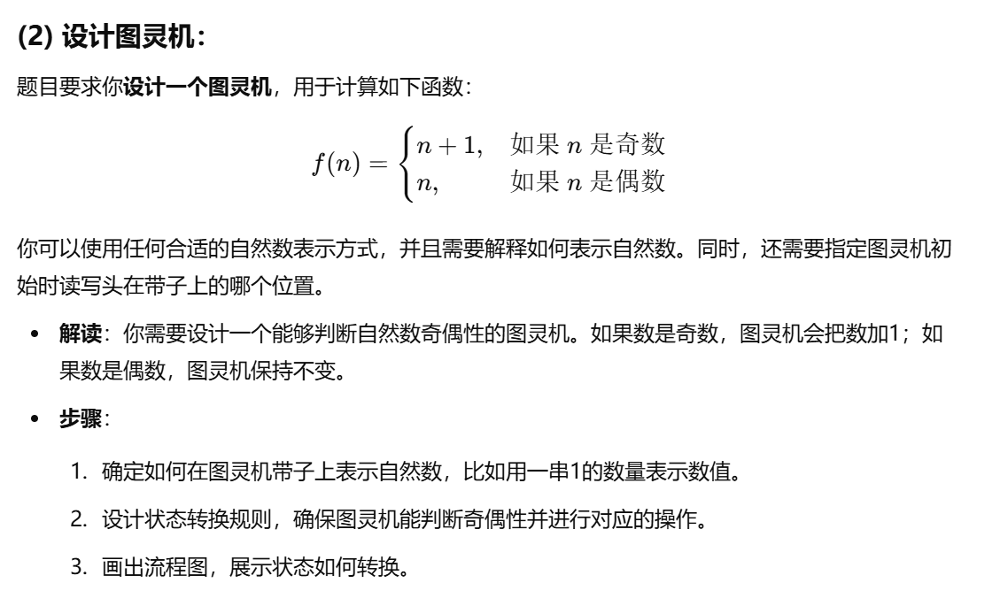 (2) 设计图灵机：
题目要求你设计一个图灵机，用于计算如下函数：
f(n) = { n + 1, 如果 n 是奇数
n, 如果 n 是偶数
你可以使用任何合适的自然数表示方式，并且需要解释如何表示自然数。同时，还需要指定图灵机初
始时读写头在带子上的哪个位置。
• 解读：你需要设计一个能够判断自然数奇偶性的图灵机。如果数是奇数，图灵机会把数加1；如
果数是偶数，图灵机保持不变。
• 步骤：
1. 确定如何在图灵机带子上表示自然数，比如用一串1的数量表示数值。
2. 设计状态转换规则，确保图灵机能判断奇偶性并进行对应的操作。
3. 画出流程图，展示状态如何转换。